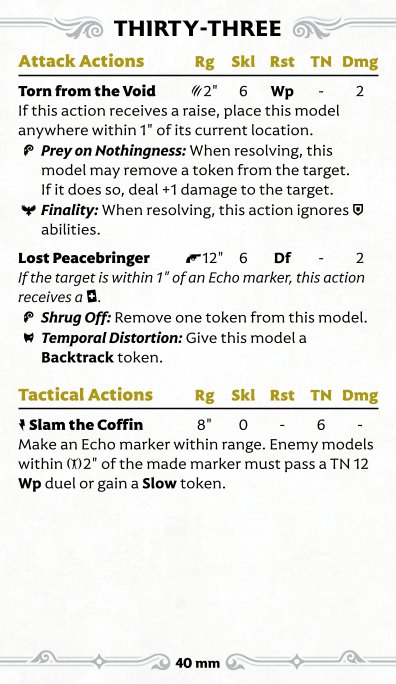 THIRTY-THREE
Attack Actions Rg Skl Rst TN Dmg
Torn from the Void 2" 6 Wp - 2
If this action receives a raise, place this model
anywhere within 1" of its current location.
Prey on Nothingness: When resolving, this
model may remove a token from the target.
If it does so, deal +1 damage to the target.
Finality: When resolving, this action ignores
abilities.
Lost Peacebringer 12" 6 Df - 2
If the target is within 1" of an Echo marker, this action
receives a .
Shrug Off: Remove one token from this model.
Temporal Distortion: Give this model a
Backtrack token.
Tactical Actions Rg Skl Rst TN Dmg
Slam the Coffin 8" 0 - 6 -
Make an Echo marker within range. Enemy models
within 2" of the made marker must pass a TN 12
Wp duel or gain a Slow token.
40 mm